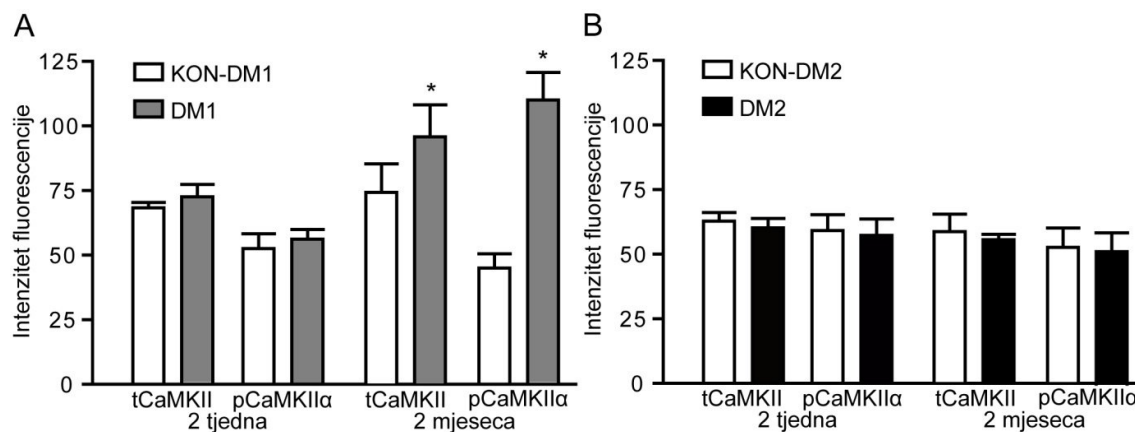 A
Intenzitet fluorescencije
125
100
75
50
25
0
KON-DM1
DM1
*
*
tCaMKII pCaMKIIα tCaMKII pCaMKIIα
2 tjedna 2 mjeseca
B
Intenzitet fluorescencije
125
100
75
50
25
0
KON-DM2
DM2
tCaMKII pCaMKIIα tCaMKII pCaMKIIα
2 tjedna 2 mjeseca